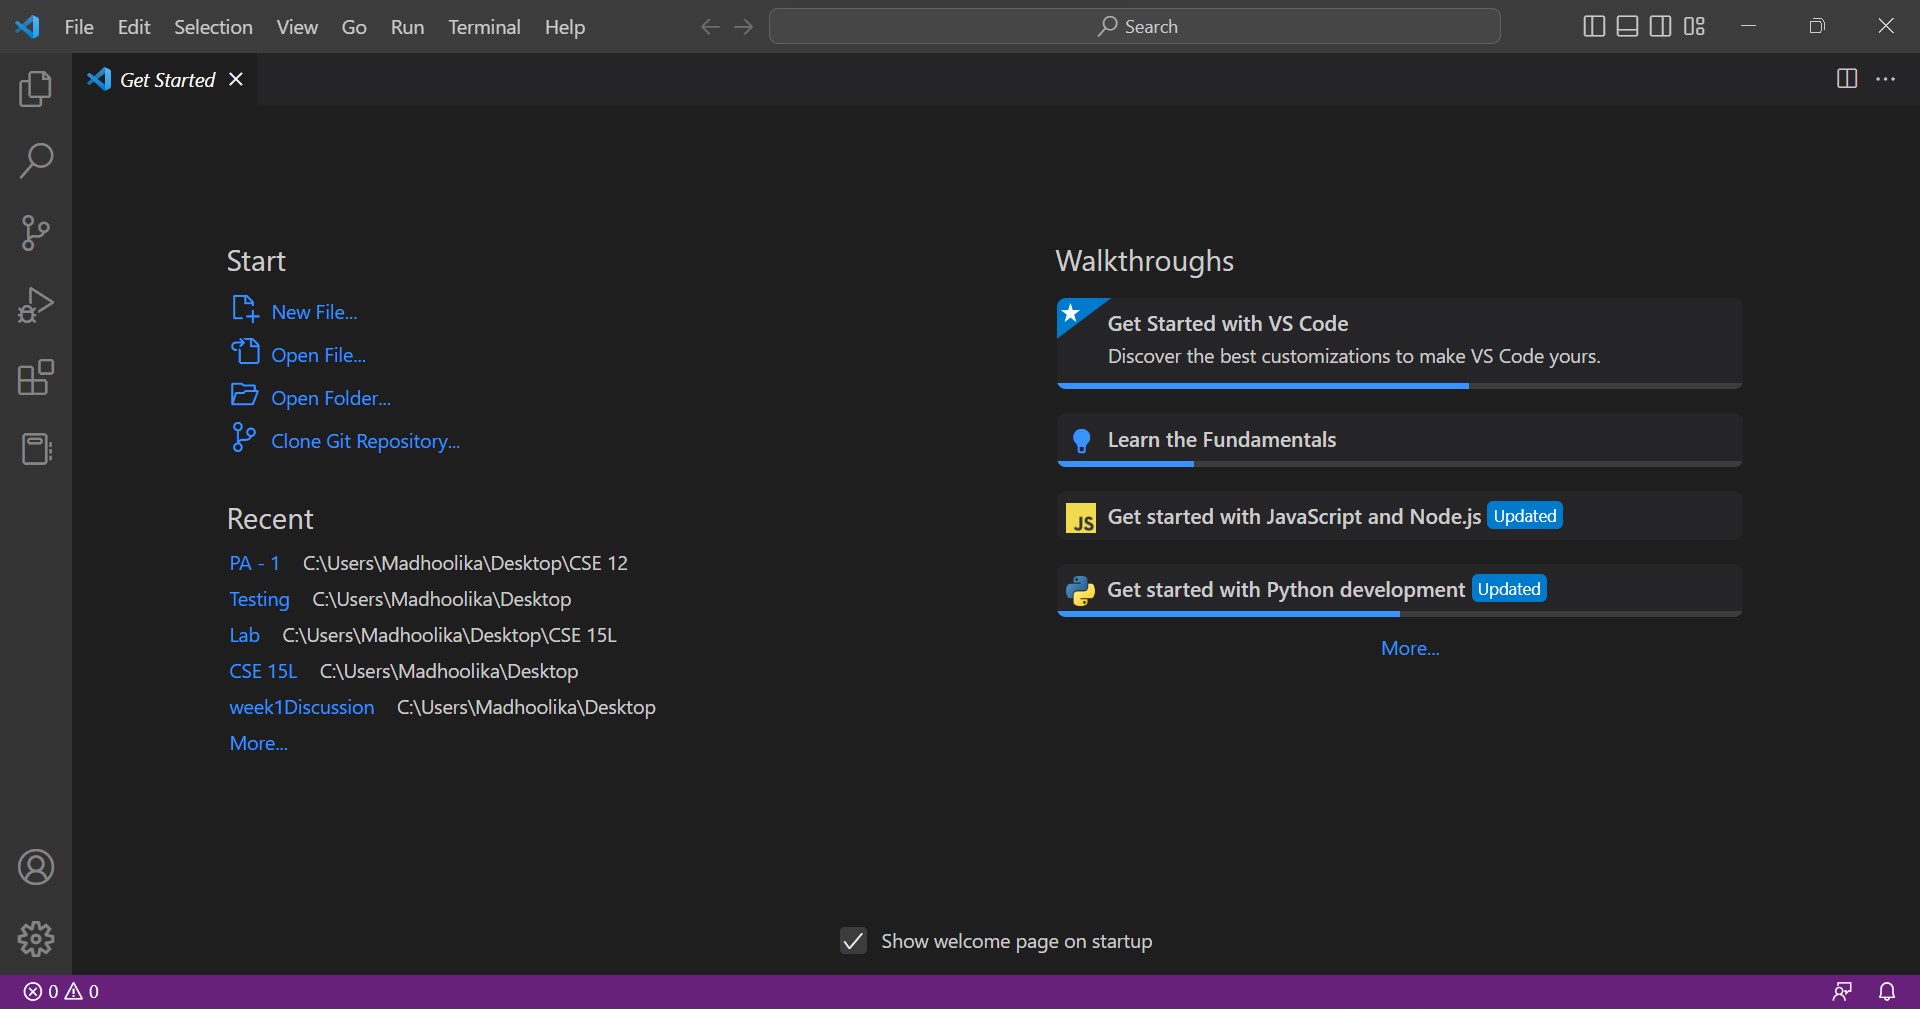 File Edit Selection View Go Run Terminal Help Search
Get Started
Start
New File...
Open File...
Open Folder...
Clone Git Repository...
Recent
PA - 1 C:\Users\Madhoolika\Desktop\CSE 12
Testing C:\Users\Madhoolika\Desktop
Lab C:\Users\Madhoolika\Desktop\CSE 15L
CSE 15L C:\Users\Madhoolika\Desktop
week1Discussion C:\Users\Madhoolika\Desktop
More...
Walkthroughs
Get Started with VS Code
Discover the best customizations to make VS Code yours.
Learn the Fundamentals
JS Get started with JavaScript and Node.js Updated
Get started with Python development Updated
More...
Show welcome page on startup
0 0